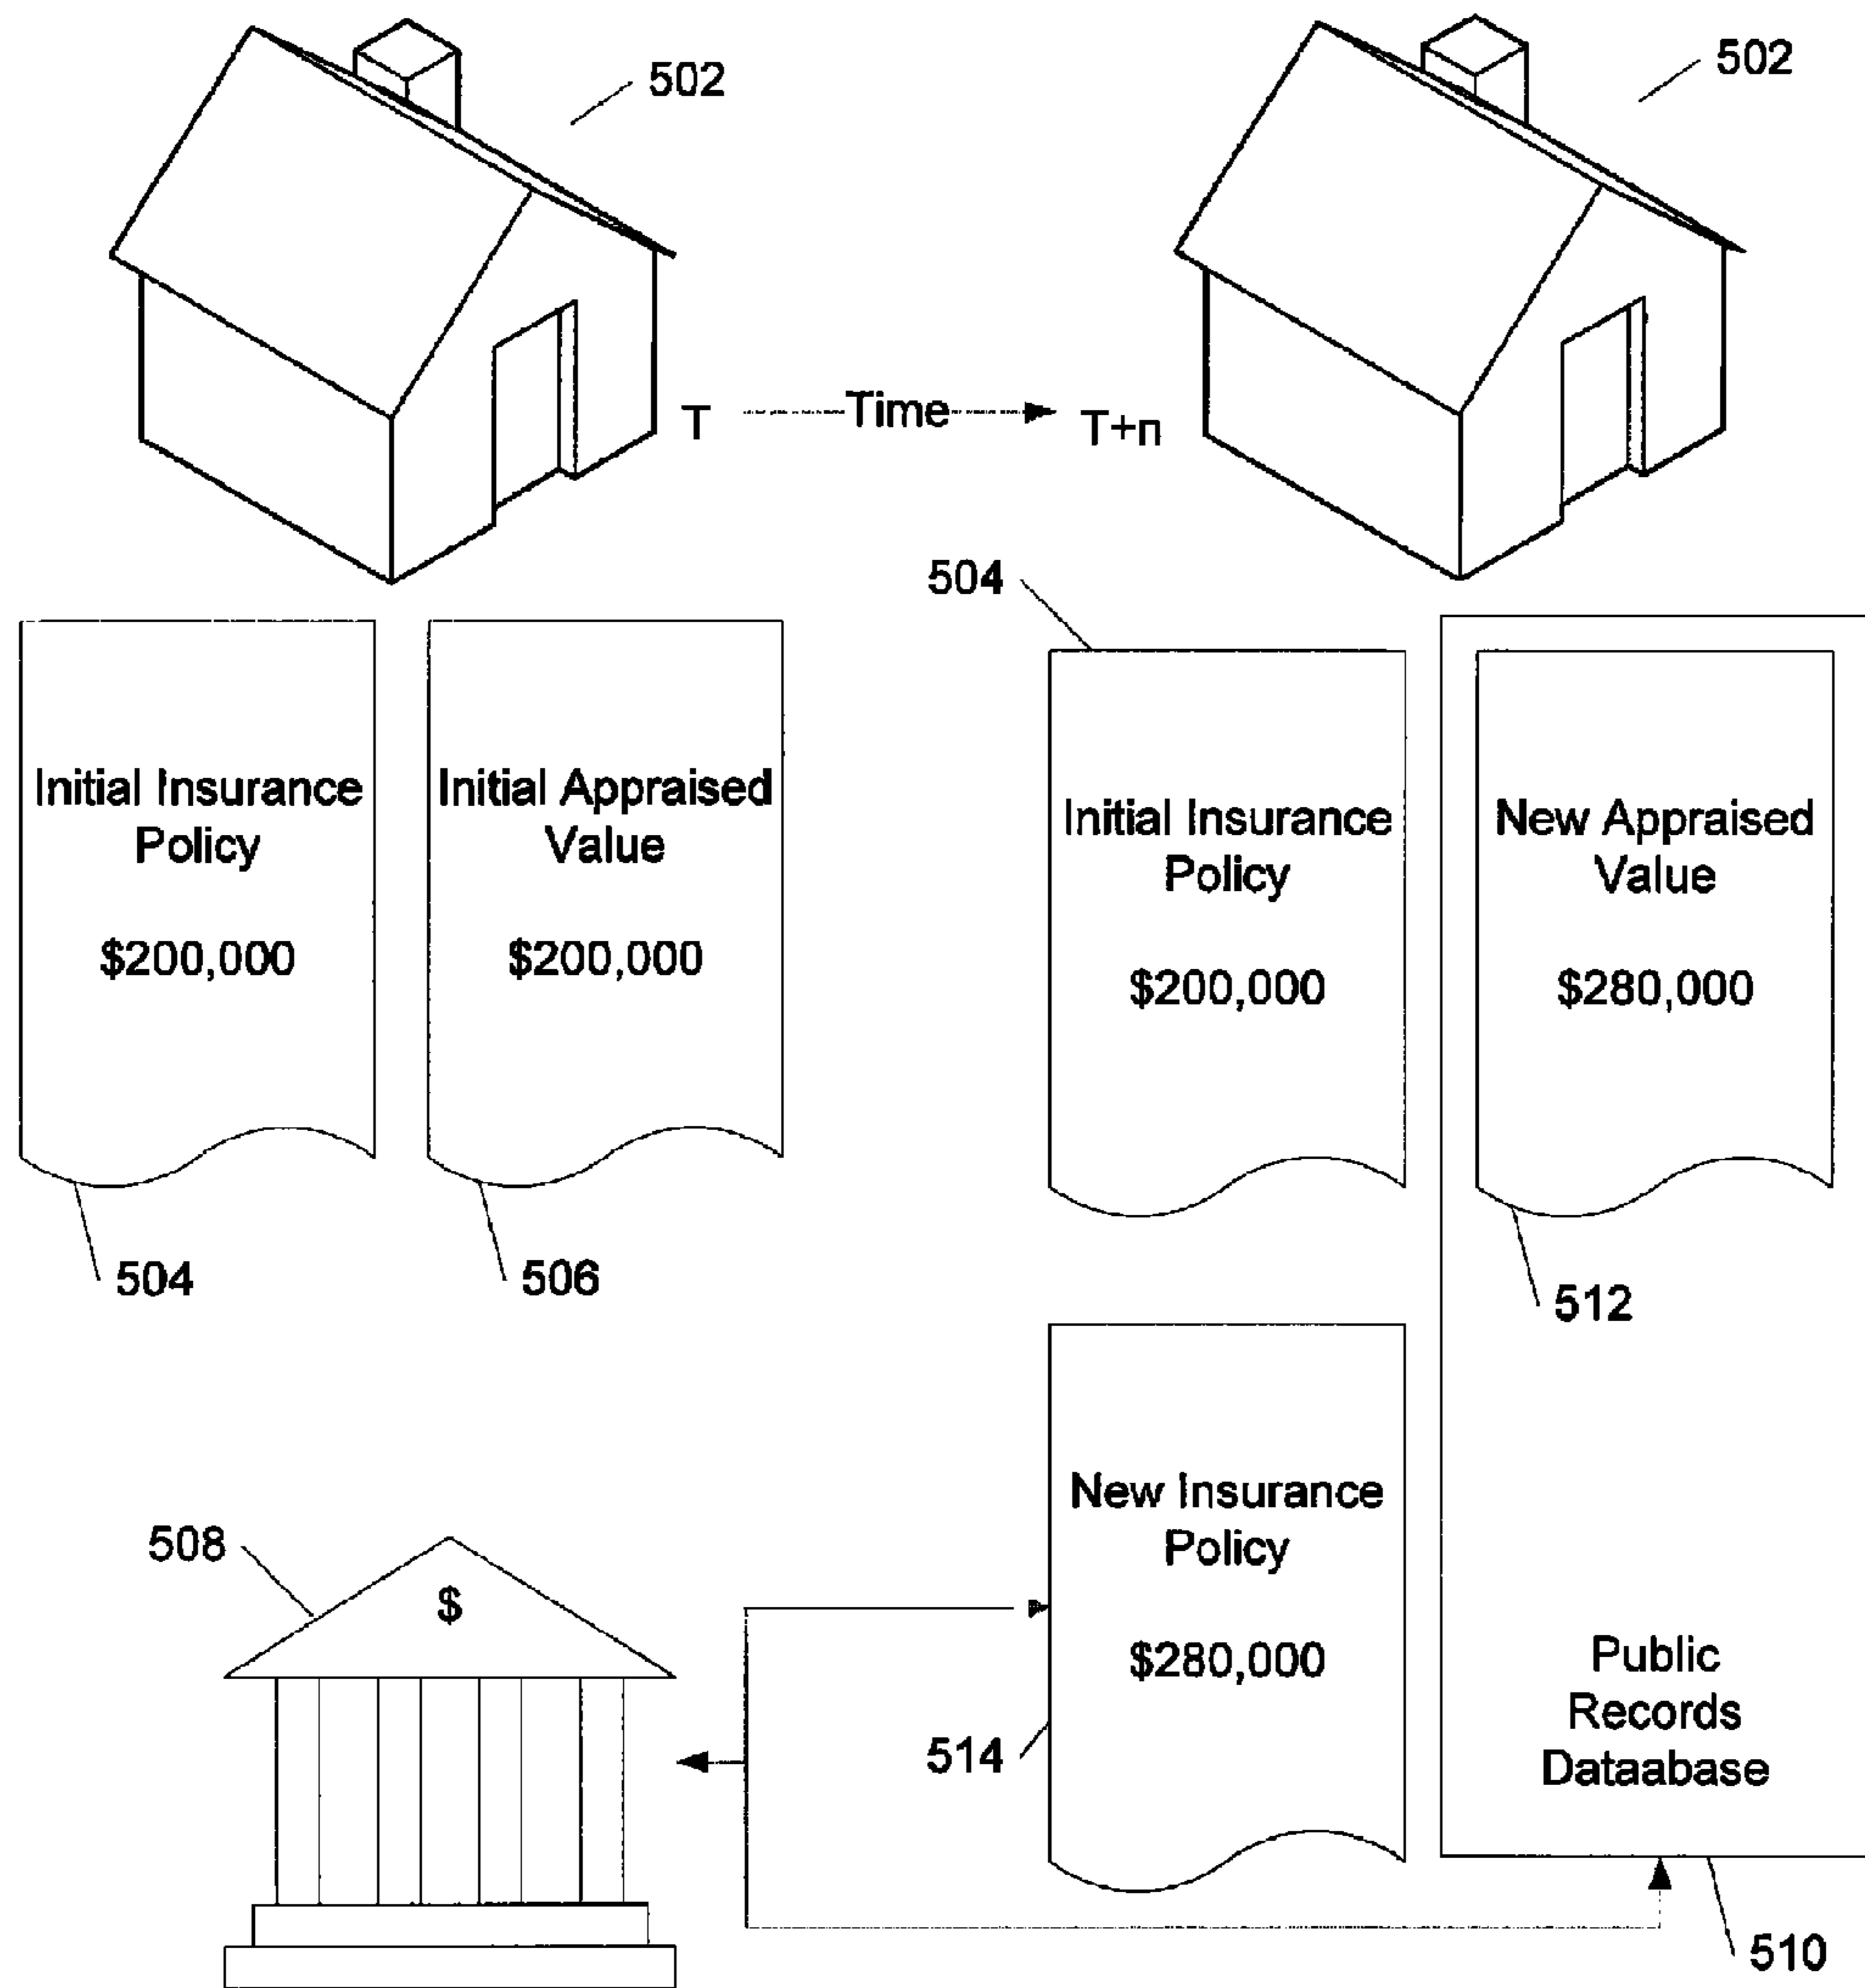 502
502
T
Time
T+n
504
Initial Insurance
Policy
$200,000
Initial Appraised
Value
$200,000
Initial Insurance
Policy
$200,000
New Appraised
Value
$280,000
504
506
512
New Insurance
Policy
$280,000
508
$
514
Public
Records
Dataabase
510